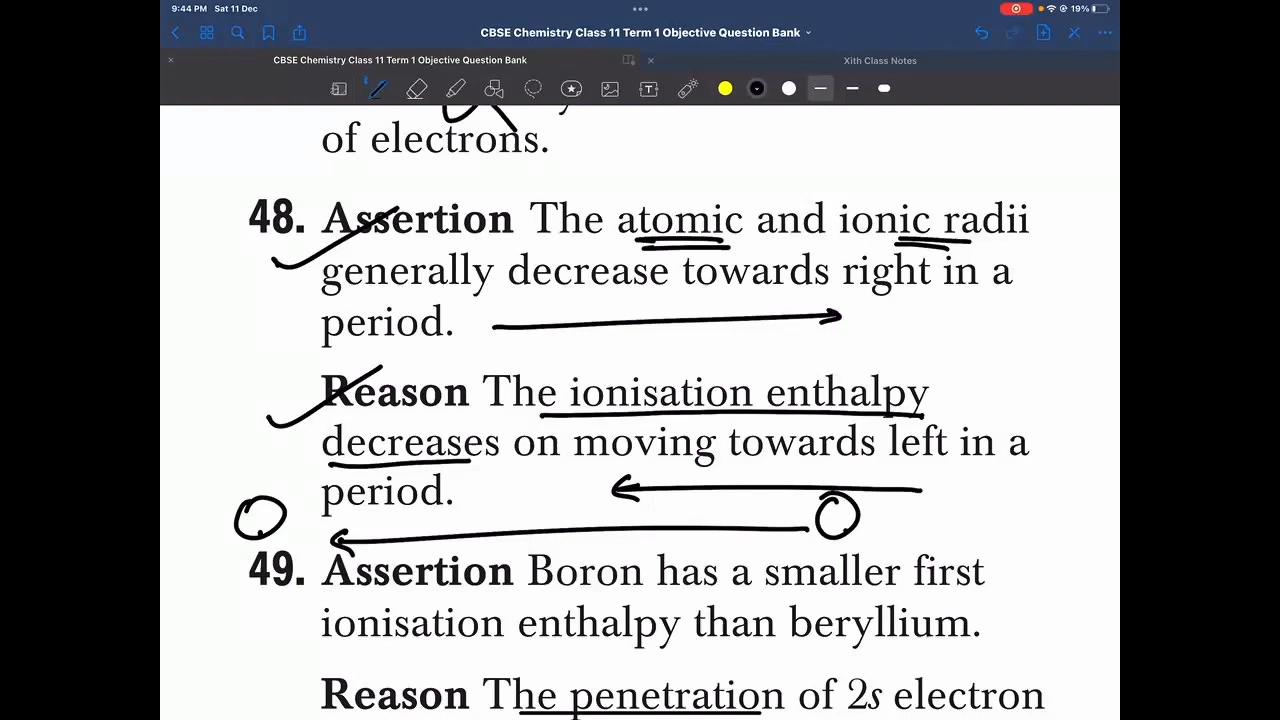 9:44 PM Sat 11 Dec
19%
CBSE Chemistry Class 11 Term 1 Objective Question Bank
CBSE Chemistry Class 11 Term 1 Objective Question Bank
XIth Class Notes
of electrons.
48. Assertion The atomic and ionic radii
generally decrease towards right in a
period.
Reason The ionisation enthalpy
decreases on moving towards left in a
period.
49. Assertion Boron has a smaller first
ionisation enthalpy than beryllium.
Reason The penetration of 2s electron